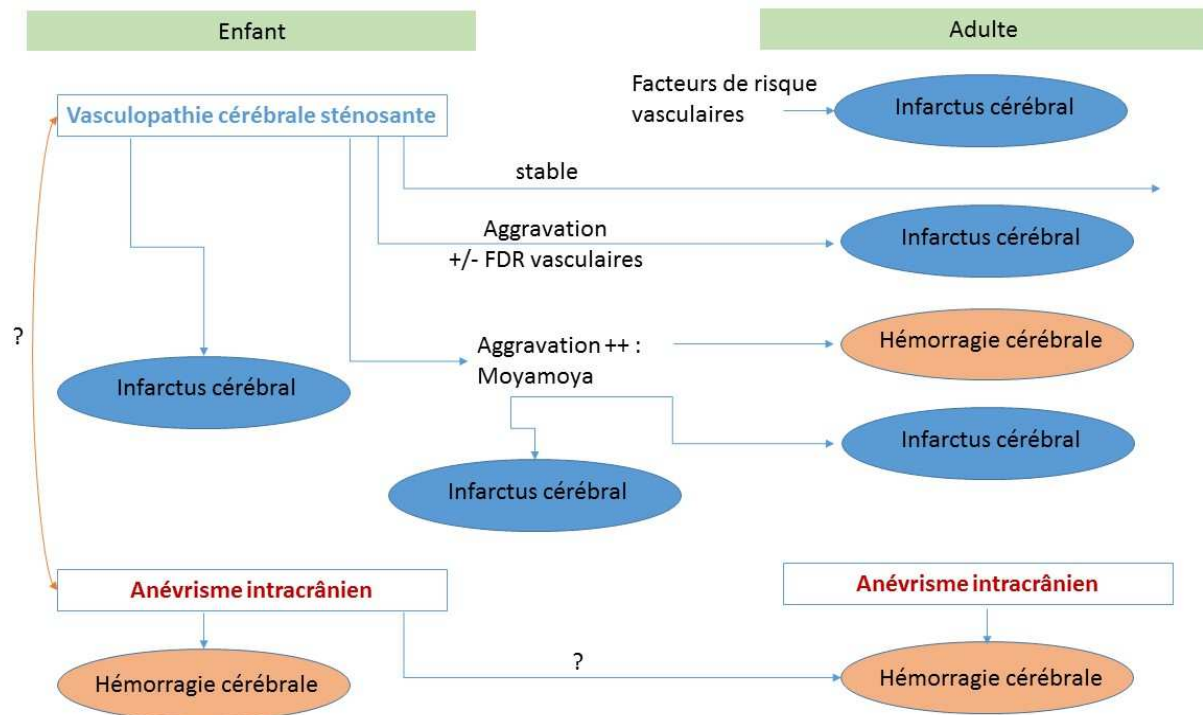 Enfant
Adulte
Facteurs de risque
vasculaires
Infarctus cérébral
Vasculopathie cérébrale sténosante
stable
Aggravation
+/- FDR vasculaires
Infarctus cérébral
?
Infarctus cérébral
Aggravation ++ :
Moyamoya
Hémorragie cérébrale
Infarctus cérébral
Infarctus cérébral
Anévrisme intracrânien
Anévrisme intracrânien
Hémorragie cérébrale
?
Hémorragie cérébrale